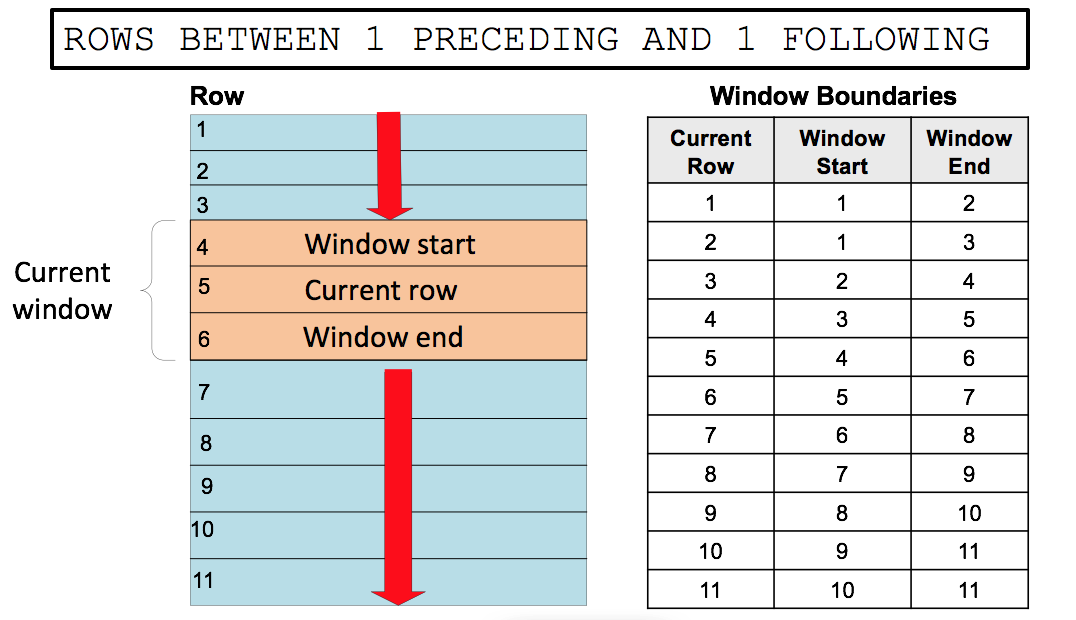 ROWS BETWEEN 1 PRECEDING AND 1 FOLLOWING
Row
1
2
3
4 Window start
5 Current row
6 Window end
7
8
9
10
11
Current
window
Window Boundaries
Current Row Window Start Window End
1 1 2
2 1 3
3 2 4
4 3 5
5 4 6
6 5 7
7 6 8
8 7 9
9 8 10
10 9 11
11 10 11